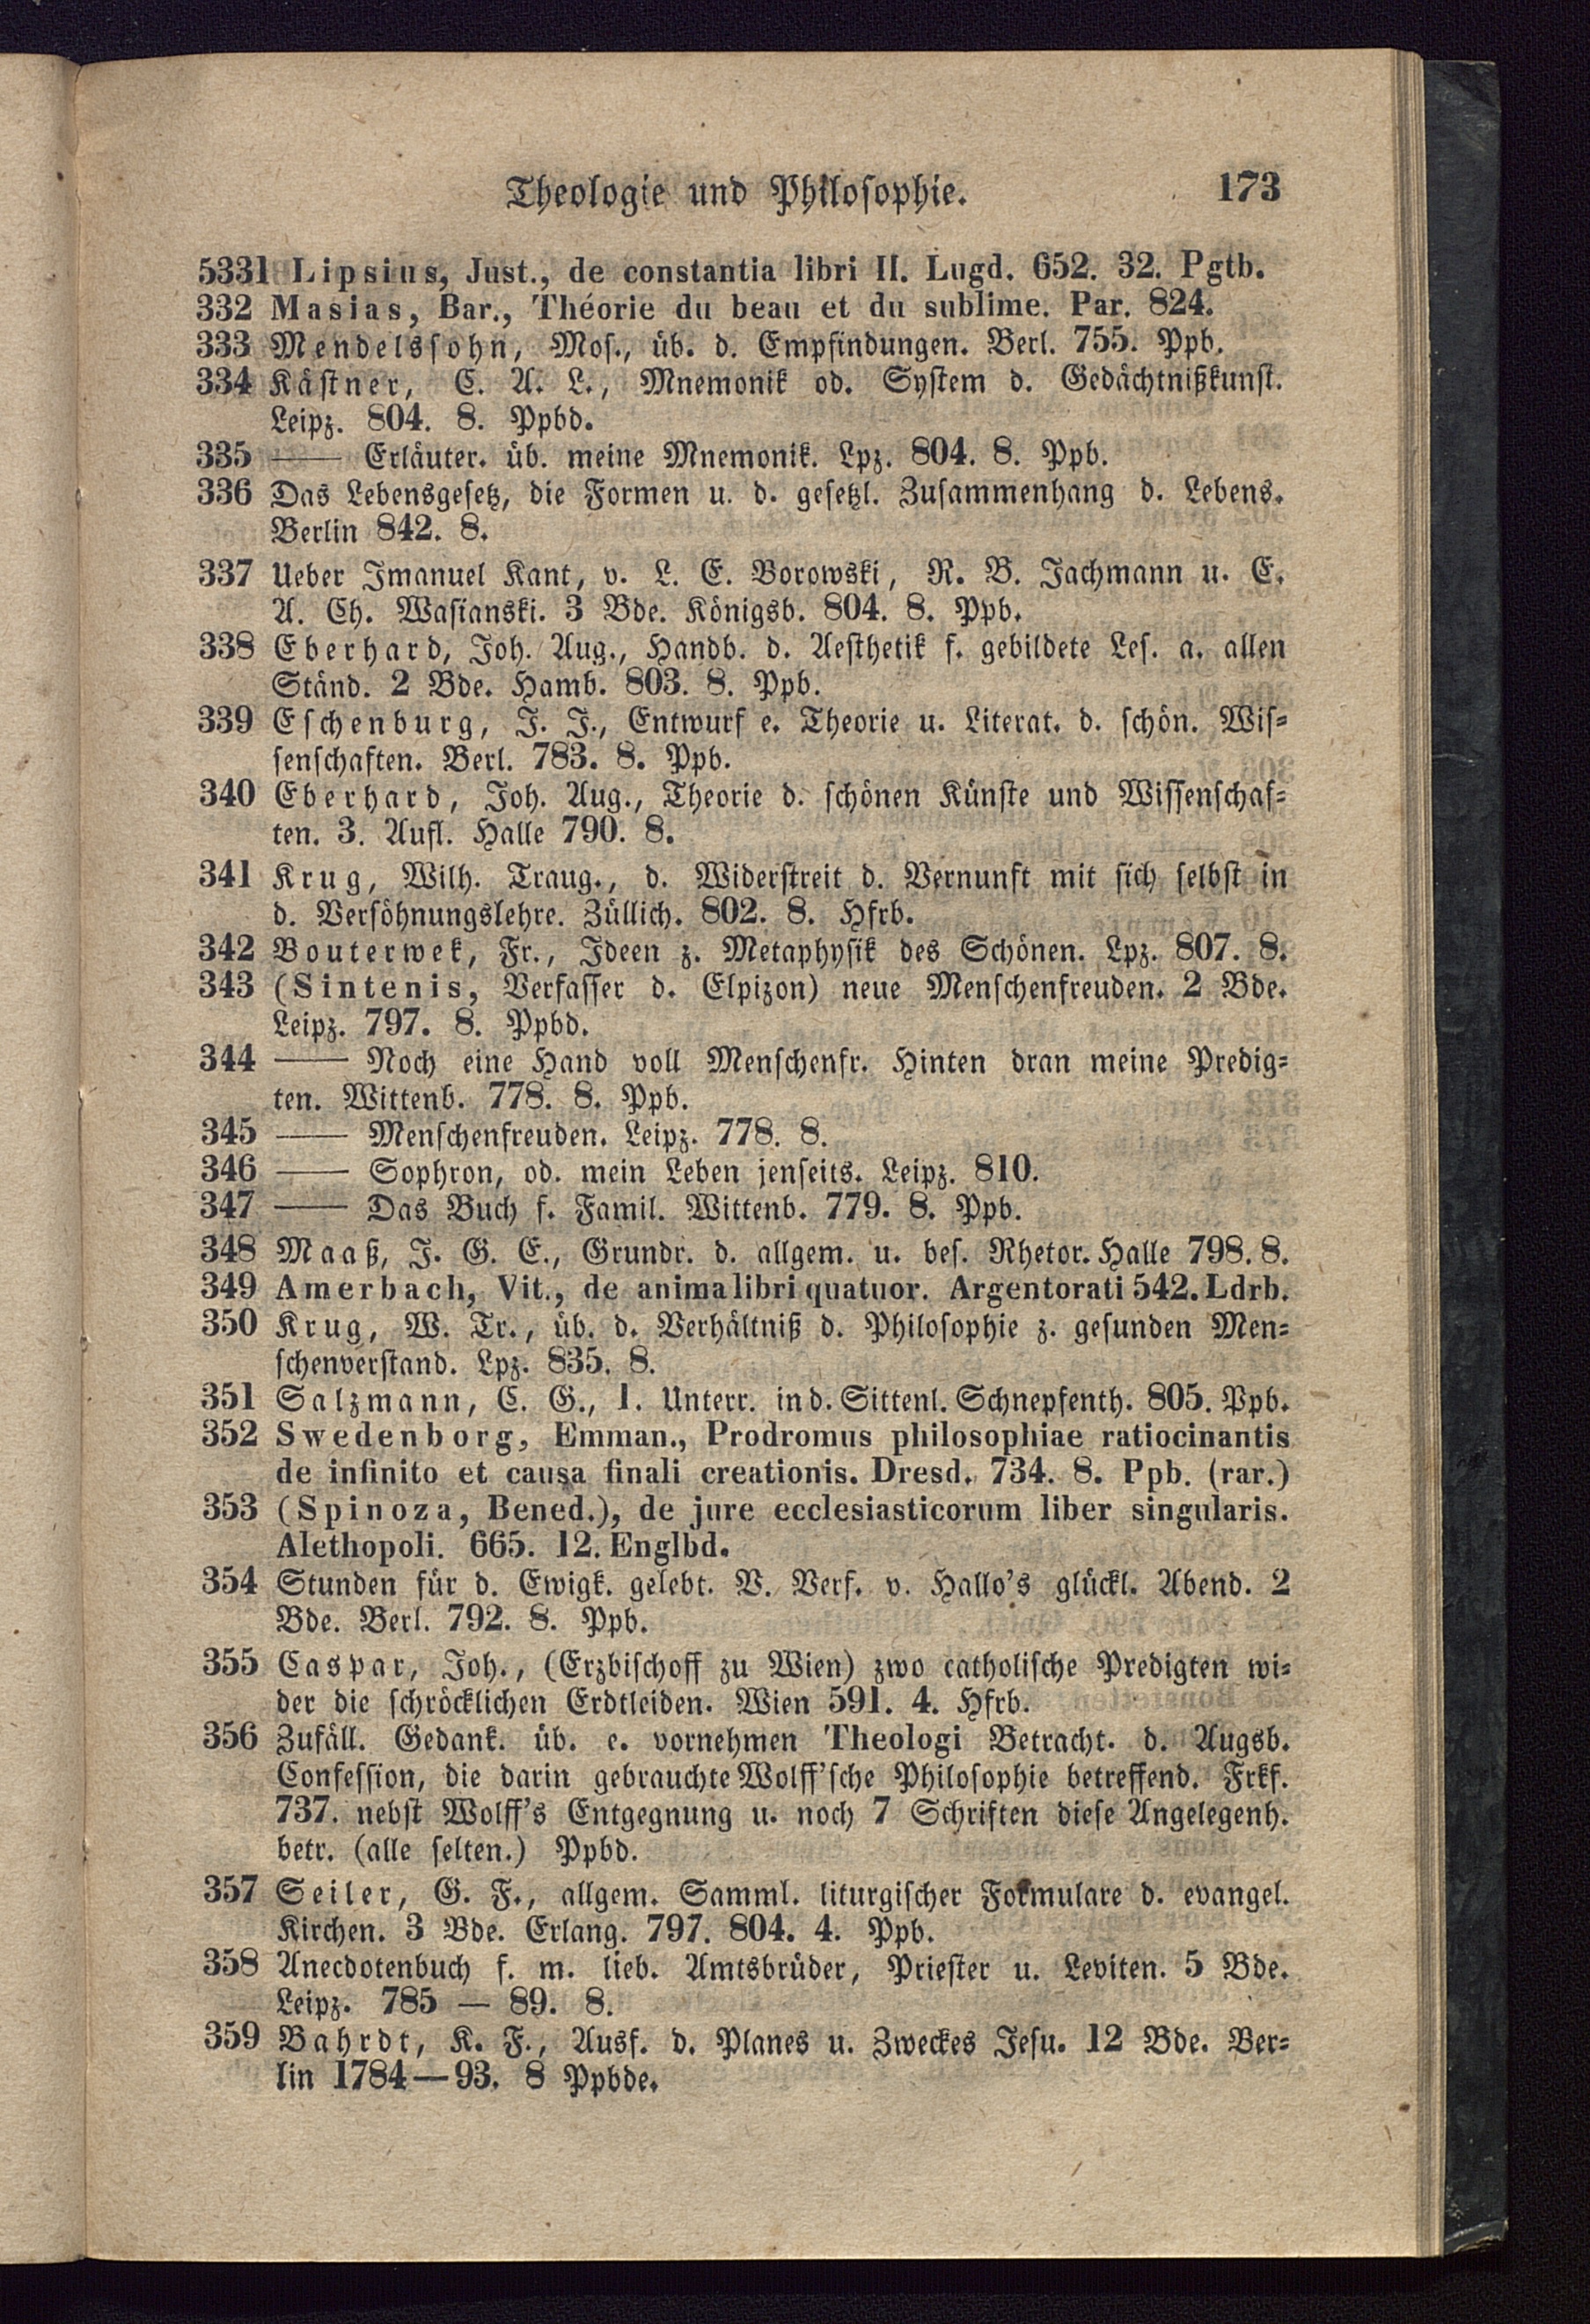 Theologie und Philosophie. 173
5331 Lipsius, Just., de constantia libri II. Lugd. 652. 32. Pgtb.
332 Masias, Bar., Théorie du beau et du sublime. Par. 824.
333 Mendelssohn, Mos., üb. d. Empfindungen. Berl. 755. Ppb.
334 Kästner, C. A. L., Mnemonik od. System d. Gedächtnißkunst.
Leipz. 804. 8. Ppbd.
335 —— Erläuter. üb. meine Mnemonik. Lpz. 804. 8. Ppb.
336 Das Lebensgesetz, die Formen u. d. gesetzl. Zusammenhang d. Lebens.
Berlin 842. 8.
337 Ueber Imanuel Kant, v. L. E. Borowski, R. B. Jachmann u. E.
A. Ch. Wasianski. 3 Bde. Königsb. 804. 8. Ppb.
338 Eberhard, Joh. Aug., Handb. d. Aesthetik f. gebildete Les. a. allen
Ständ. 2 Bde. Hamb. 803. 8. Ppb.
339 Eschenburg, J. J., Entwurf e. Theorie u. Literat. d. schön. Wis-
senschaften. Berl. 783. 8. Ppb.
340 Eberhard, Joh. Aug., Theorie d. schönen Künste und Wissenschaf-
ten. 3. Aufl. Halle 790. 8.
341 Krug, Wilh. Traug., d. Widerstreit d. Vernunft mit sich selbst in
d. Versöhnungslehre. Züllich. 802. 8. Hfrb.
342 Bouterwek, Fr., Ideen z. Metaphysik des Schönen. Lpz. 807. 8.
343 (Sintenis, Verfasser d. Elpizon) neue Menschenfreuden. 2 Bde.
Leipz. 797. 8. Ppbd.
344 —— Noch eine Hand voll Menschenfr. Hinten dran meine Predig-
ten. Wittenb. 778. 8. Ppb.
345 —— Menschenfreuden. Leipz. 778. 8.
346 —— Sophron, od. mein Leben jenseits. Leipz. 810.
347 —— Das Buch f. Famil. Wittenb. 779. 8. Ppb.
348 Maaß, J. G. E., Grundr. d. allgem. u. bes. Rhetor. Halle 798. 8.
349 Amerbach, Vit., de anima libri quatuor. Argentorati 542. Ldrb.
350 Krug, W. Tr., üb. d. Verhältniß d. Philosophie z. gesunden Men-
schenverstand. Lpz. 835. 8.
351 Salzmann, C. G., 1. Unterr. in d. Sittenl. Schnepfenth. 805. Ppb.
352 Swedenborg, Emman., Prodromus philosophiae ratiocinantis
de infinito et causa finali creationis. Dresd. 734. 8. Ppb. (rar.)
353 (Spinoza, Bened.), de jure ecclesiasticorum liber singularis.
Alethopoli. 665. 12. Englbd.
354 Stunden für d. Ewigk. gelebt. V. Verf. v. Hallo's glückl. Abend. 2
Bde. Berl. 792. 8. Ppb.
355 Caspar, Joh., (Erzbischoff zu Wien) zwo catholische Predigten wi-
der die schröcklichen Erdtleiden. Wien 591. 4. Hfrb.
356 Zufäll. Gedank. üb. e. vornehmen Theologi Betracht. d. Augsb.
Confession, die darin gebrauchte Wolff'sche Philosophie betreffend. Frkf.
737. nebst Wolff's Entgegnung u. noch 7 Schriften diese Angelegenh.
betr. (alle selten.) Ppbd.
357 Seiler, G. F., allgem. Samml. liturgischer Formulare d. evangel.
Kirchen. 3 Bde. Erlang. 797. 804. 4. Ppb.
358 Anecdotenbuch f. m. lieb. Amtsbrüder, Priester u. Leviten. 5 Bde.
Leipz. 785 — 89. 8.
359 Bahrdt, K. F., Ausf. d. Planes u. Zweckes Jesu. 12 Bde. Ber-
lin 1784—93. 8 Ppbde.